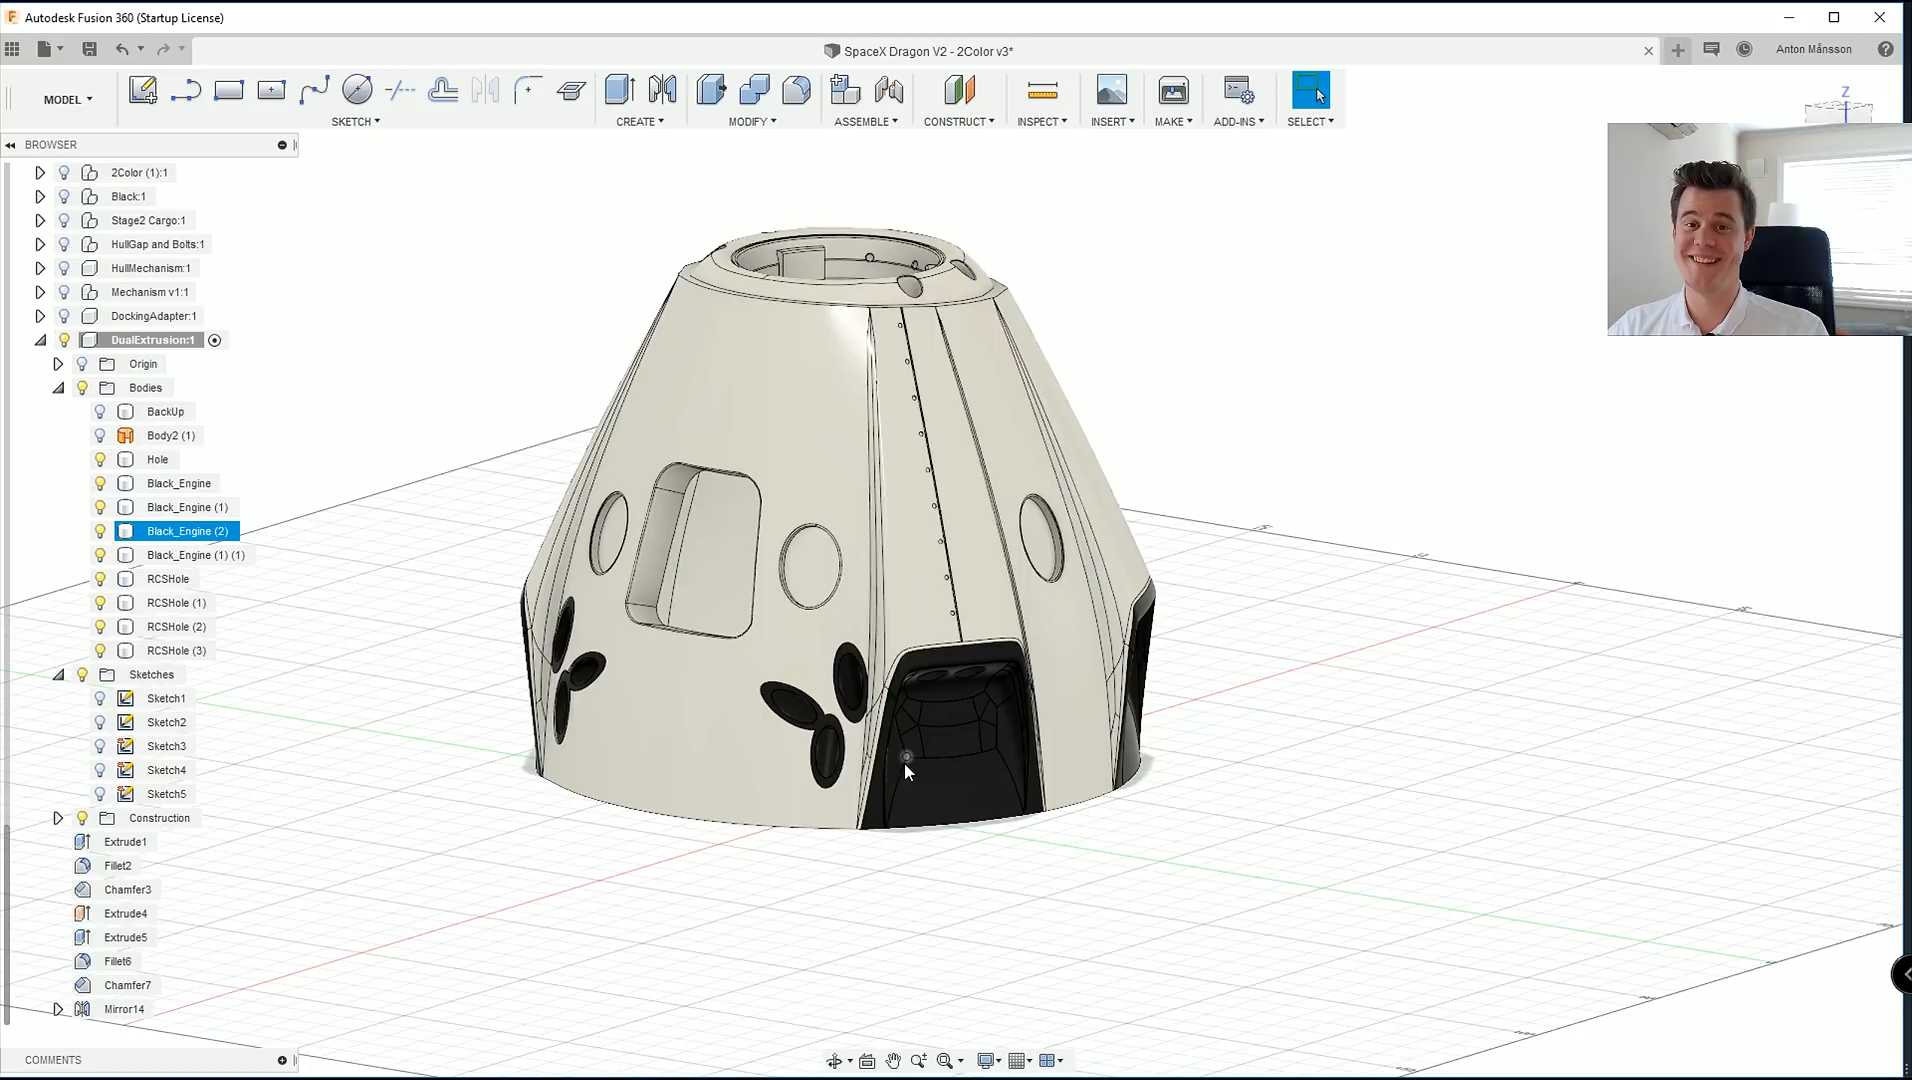 Autodesk Fusion 360 (Startup License)
SpaceX Dragon V2 - 2Color v3*
Anton Månsson
MODEL
SKETCH
CREATE
MODIFY
ASSEMBLE
CONSTRUCT
INSPECT
INSERT
MAKE
ADD-INS
SELECT
Z
BROWSER
2Color (1):1
Black:1
Stage2 Cargo:1
HullGap and Bolts:1
HullMechanism:1
Mechanism v1:1
DockingAdapter:1
DualExtrusion:1
Origin
Bodies
BackUp
Body2 (1)
Hole
Black_Engine
Black_Engine (1)
Black_Engine (2)
Black_Engine (1) (1)
RCSHole
RCSHole (1)
RCSHole (2)
RCSHole (3)
Sketches
Sketch1
Sketch2
Sketch3
Sketch4
Sketch5
Construction
Extrude1
Fillet2
Chamfer3
Extrude4
Extrude5
Fillet6
Chamfer7
Mirror14
COMMENTS